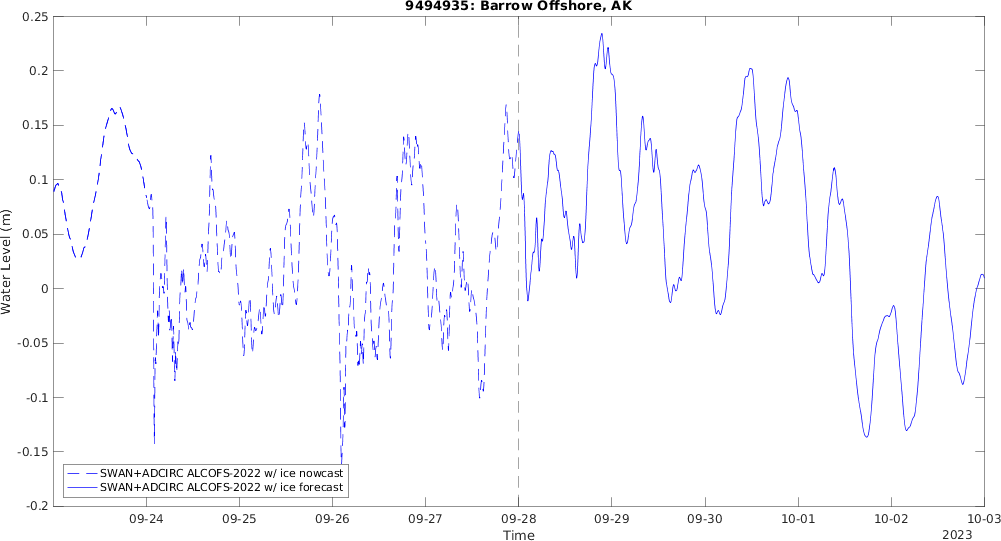 9494935: Barrow Offshore, AK
0.25
0.2
0.15
0.1
0.05
0
-0.05
-0.1
-0.15
-0.2
Water Level (m)
SWAN+ADCIRC ALCOFS-2022 w/ ice nowcast
SWAN+ADCIRC ALCOFS-2022 w/ ice forecast
09-24 09-25 09-26 09-27 09-28 09-29 09-30 10-01 10-02 10-03
Time
2023